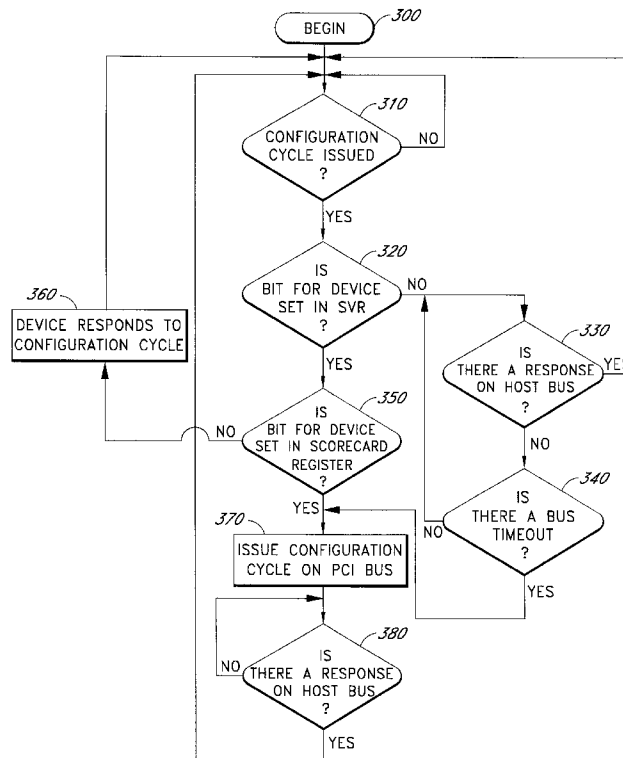 BEGIN
300
310
CONFIGURATION
CYCLE ISSUED
?
NO
YES
320
IS
BIT FOR DEVICE
SET IN SVR
?
NO
YES
360
DEVICE RESPONDS TO
CONFIGURATION CYCLE
330
IS
THERE A RESPONSE
ON HOST BUS
?
YES
NO
350
IS
BIT FOR DEVICE
SET IN SCORECARD
REGISTER
?
NO
YES
340
IS
THERE A BUS
TIMEOUT
?
NO
YES
370
ISSUE CONFIGURATION
CYCLE ON PCI BUS
380
IS
THERE A RESPONSE
ON HOST BUS
?
NO
YES